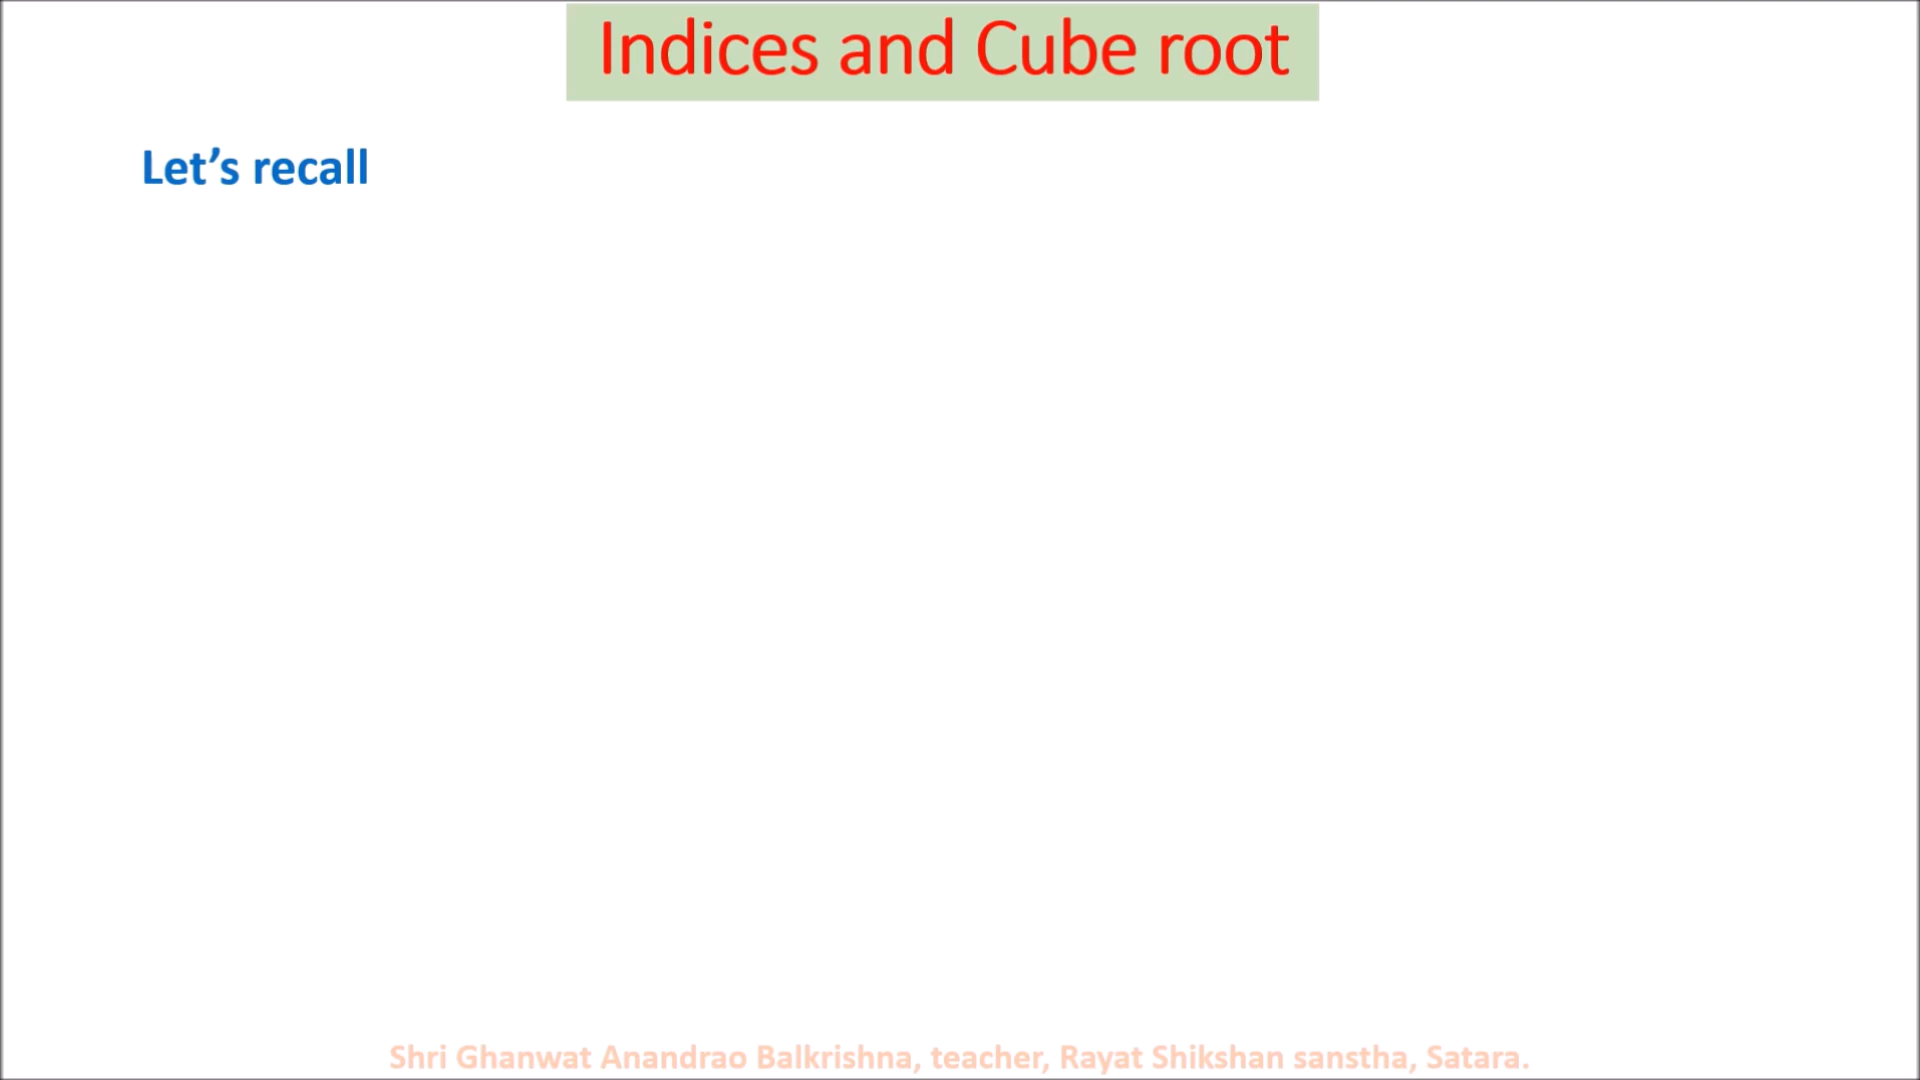 Indices and Cube root
Let’s recall
Shri Ghanwat Anandrao Balkrishna, teacher, Rayat Shikshan sanstha, Satara.